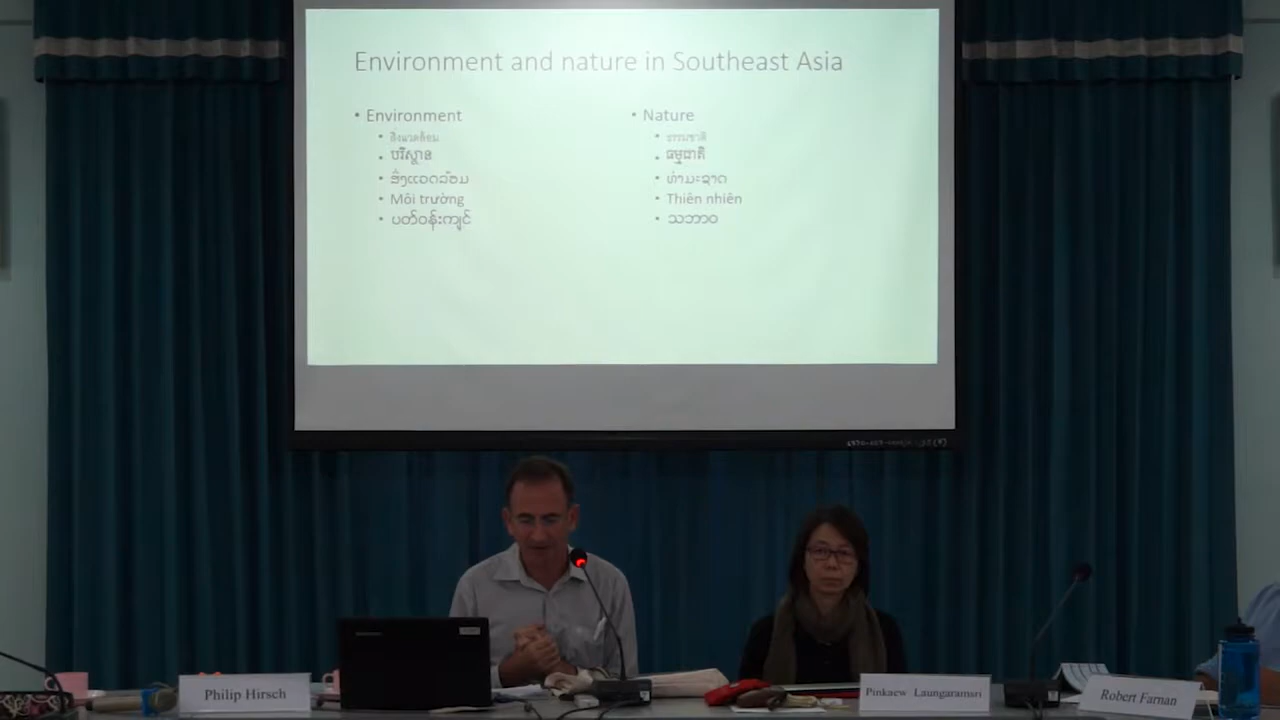 Environment and nature in Southeast Asia
• Environment
• สิ่งแวดล้อม
• បរិស្ថាន
• ສິ່ງແວດລ້ອມ
• Môi trường
• ပတ်ဝန်းကျင်
• Nature
• ธรรมชาติ
• ធម្មជាតិ
• ທຳມະຊາດ
• Thiên nhiên
• သဘာဝ
Philip Hirsch
Pinkaew Laungaramsri
Robert Farnan